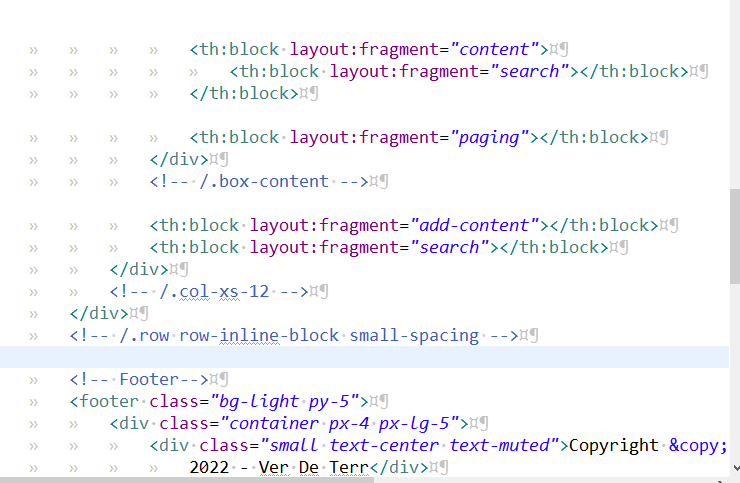 <th:block layout:fragment="content">
<th:block layout:fragment="search"></th:block>
</th:block>
<th:block layout:fragment="paging"></th:block>
</div>
<!-- /.box-content -->
<th:block layout:fragment="add-content"></th:block>
<th:block layout:fragment="search"></th:block>
</div>
<!-- /.col-xs-12 -->
</div>
<!-- /.row row-inline-block small-spacing -->
<!-- Footer-->
<footer class="bg-light py-5">
<div class="container px-4 px-lg-5">
<div class="small text-center text-muted">Copyright &copy;
2022 - Ver De Terr</div>